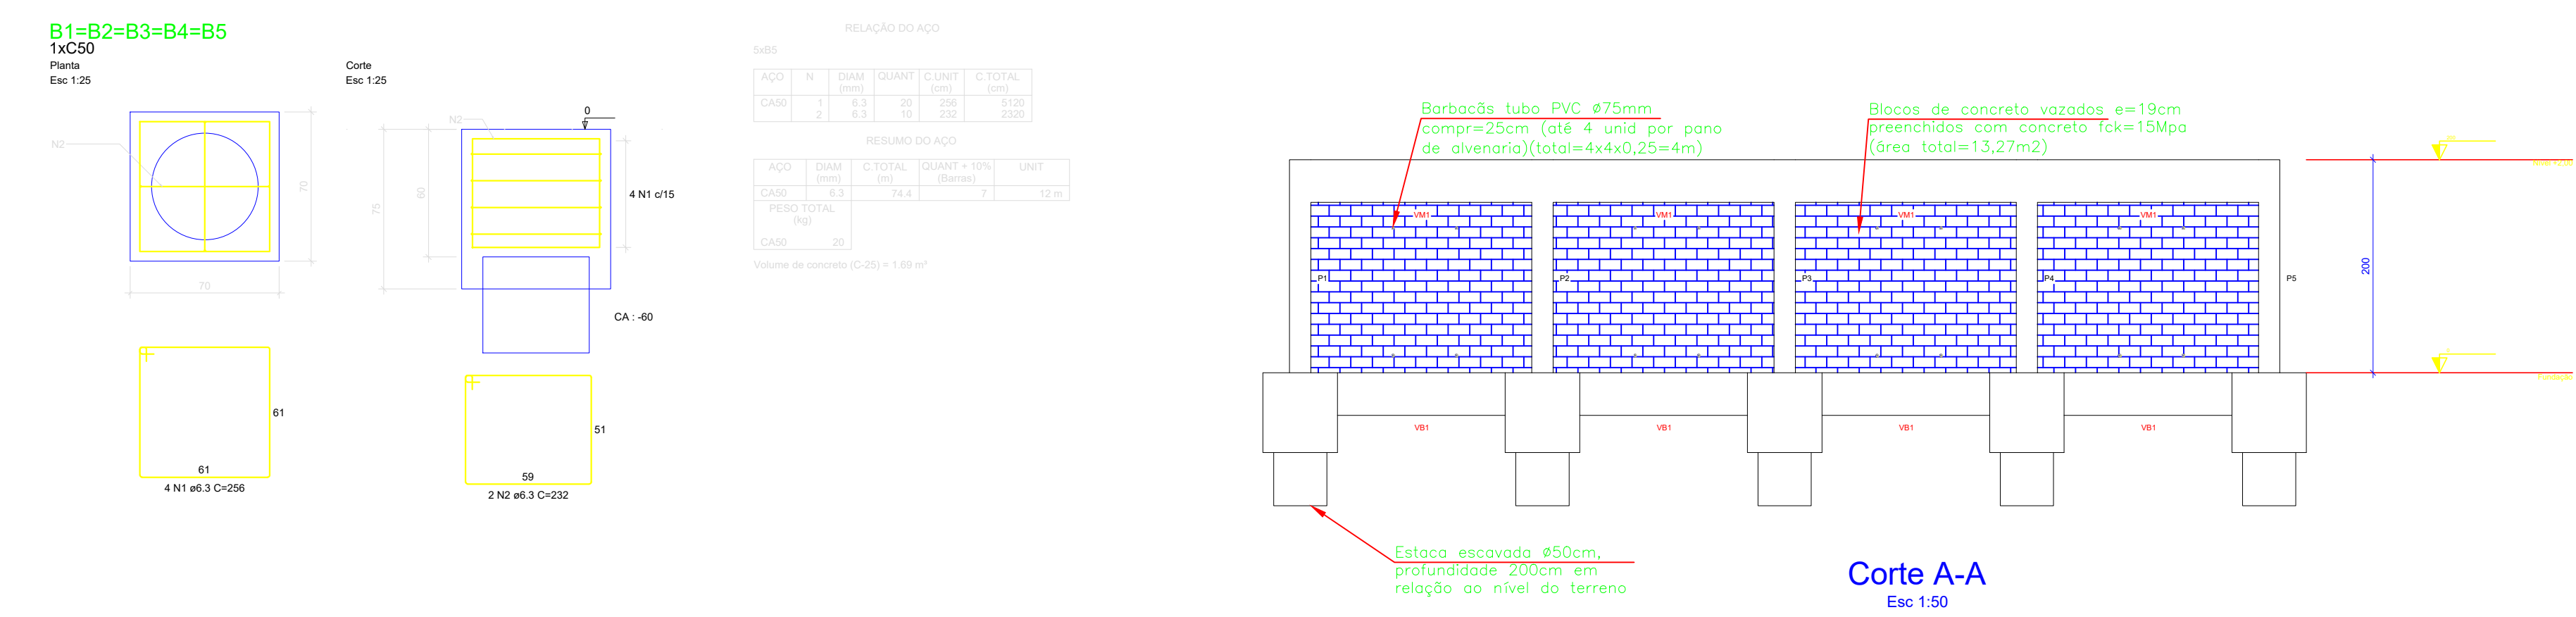 B1=B2=B3=B4=B5
1xC50
Planta
Esc 1:25
Corte
Esc 1:25
N2
70
70
N2
0
75
60
4 N1 c/15
CA : -60
61
61
4 N1 ø6.3 C=256
51
59
2 N2 ø6.3 C=232
RELAÇÃO DO AÇO
5xB5
AÇO N DIAM QUANT C.UNIT C.TOTAL
(mm) (cm) (cm)
CA50 1 6.3 20 256 5120
2 6.3 10 232 2320
RESUMO DO AÇO
AÇO DIAM C.TOTAL QUANT + 10% UNIT
(mm) (m) (Barras)
CA50 6.3 74.4 7 12 m
PESO TOTAL
(kg)
CA50 20
Volume de concreto (C-25) = 1.69 m³
Barbacãs tubo PVC Ø75mm
compr=25cm (até 4 unid por pano
de alvenaria)(total=4x4x0,25=4m)
Blocos de concreto vazados e=19cm
preenchidos com concreto fck=15Mpa
(área total=13,27m2)
VM1 VM1 VM1 VM1
P1 P2 P3 P4 P5
200
VB1 VB1 VB1 VB1
Estaca escavada Ø50cm,
profundidade 200cm em
relação ao nível do terreno
Corte A-A
Esc 1:50